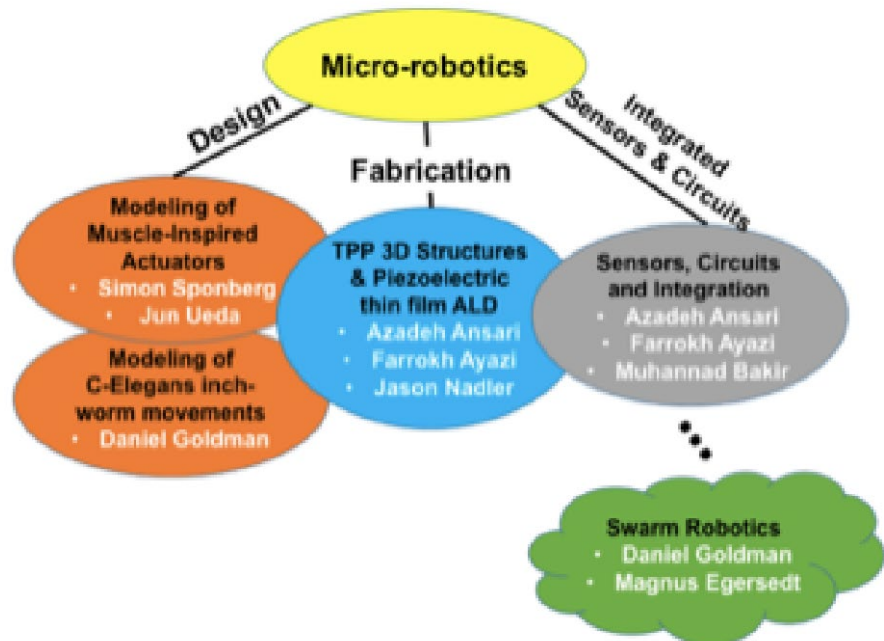 Micro-robotics
Design
Fabrication
Integrated
Sensors & Circuits
Modeling of
Muscle-Inspired
Actuators
• Simon Sponberg
• Jun Ueda
Modeling of
C-Elegans inch-
worm movements
• Daniel Goldman
TPP 3D Structures
& Piezoelectric
thin film ALD
• Azadeh Ansari
• Farrokh Ayazi
• Jason Nadler
Sensors, Circuits
and Integration
• Azadeh Ansari
• Farrokh Ayazi
• Muhannad Bakir
Swarm Robotics
• Daniel Goldman
• Magnus Egersedt